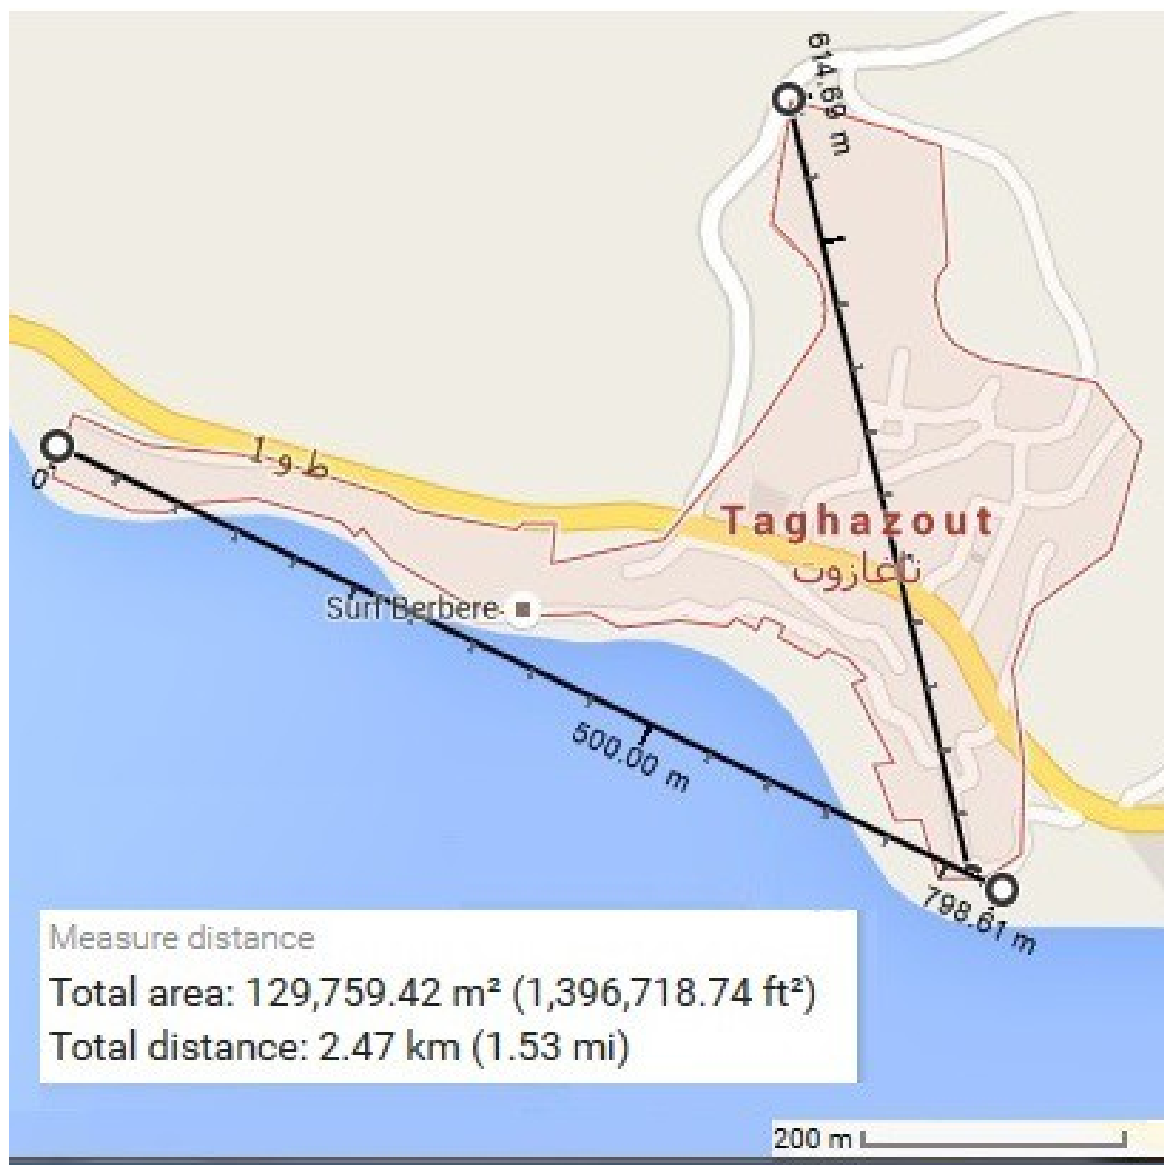 614.69 m
0
ط و 1
Taghazout
تاغازوت
Surf Berbere
500.00 m
798.61 m
Measure distance
Total area: 129,759.42 m² (1,396,718.74 ft²)
Total distance: 2.47 km (1.53 mi)
200 m